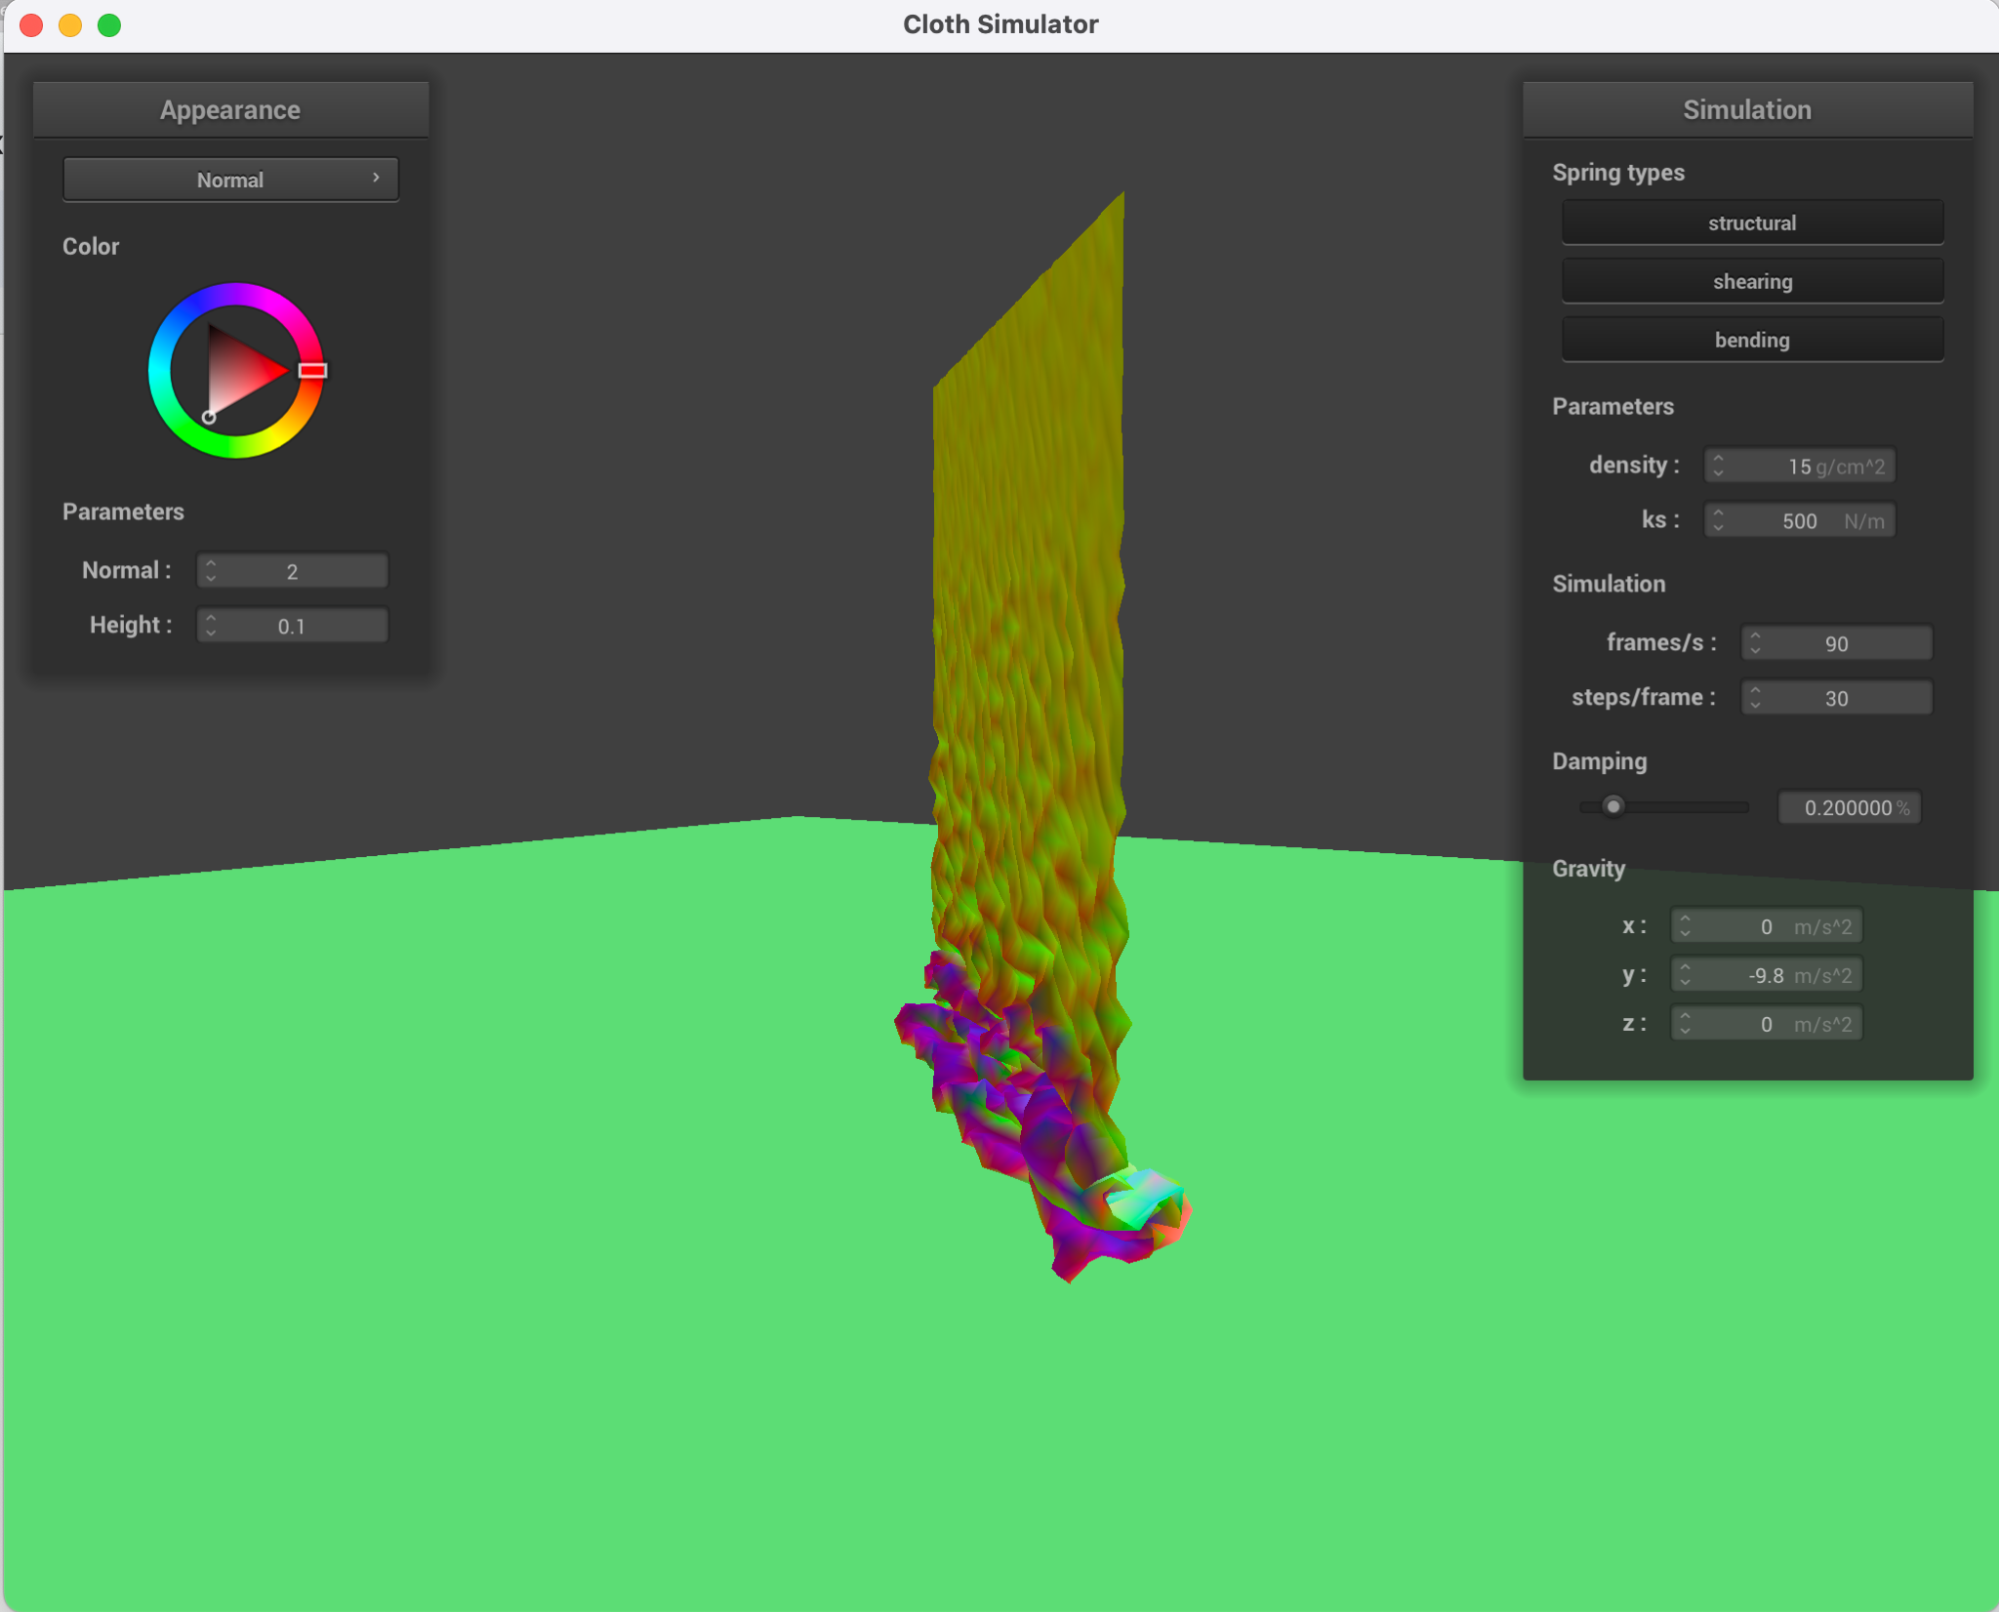 Cloth Simulator
Appearance
Normal
Color
Parameters
Normal : 2
Height : 0.1
Simulation
Spring types
structural
shearing
bending
Parameters
density : 15 g/cm^2
ks : 500 N/m
Simulation
frames/s : 90
steps/frame : 30
Damping
0.200000 %
Gravity
x : 0 m/s^2
y : -9.8 m/s^2
z : 0 m/s^2